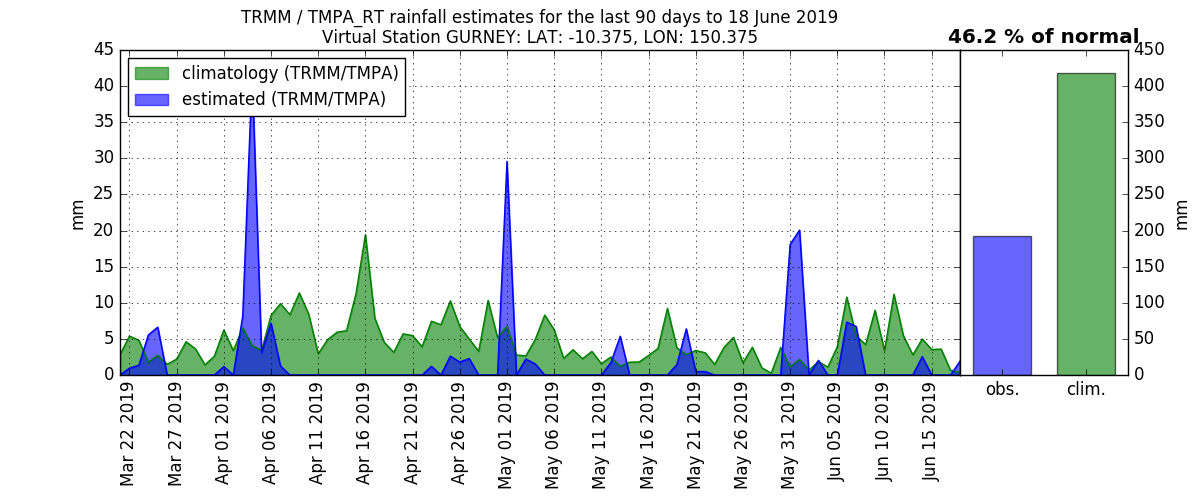 TRMM / TMPA_RT rainfall estimates for the last 90 days to 18 June 2019
Virtual Station GURNEY: LAT: -10.375, LON: 150.375
46.2 % of normal
climatology (TRMM/TMPA)
estimated (TRMM/TMPA)
mm
45
40
35
30
25
20
15
10
5
0
Mar 22 2019
Mar 27 2019
Apr 01 2019
Apr 06 2019
Apr 11 2019
Apr 16 2019
Apr 21 2019
Apr 26 2019
May 01 2019
May 06 2019
May 11 2019
May 16 2019
May 21 2019
May 26 2019
May 31 2019
Jun 05 2019
Jun 10 2019
Jun 15 2019
obs.
clim.
450
400
350
300
250
200
150
100
50
0
mm